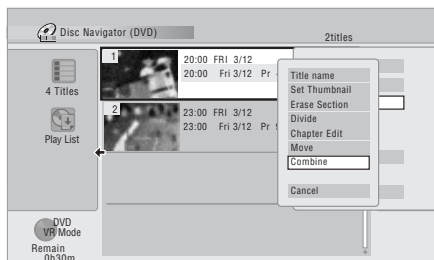 Disc Navigator (DVD)
2titles
1
20:00 FRI 3/12
20:00 Fri 3/12 Pr
4 Titles
2
23:00 FRI 3/12
23:00 Fri 3/12 Pr
Play List
Title name
Set Thumbnail
Erase Section
Divide
Chapter Edit
Move
Combine
Cancel
DVD
VR Mode
Remain
0h30m